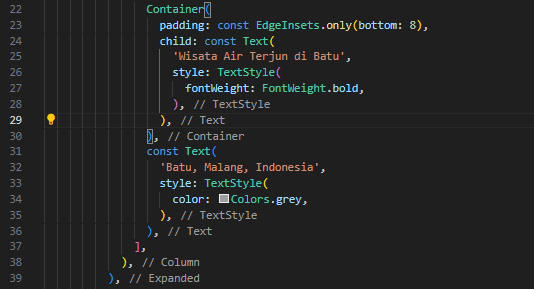 22 Container(
23 padding: const EdgeInsets.only(bottom: 8),
24 child: const Text(
25 'Wisata Air Terjun di Batu',
26 style: TextStyle(
27 fontWeight: FontWeight.bold,
28 ), // TextStyle
29 ), // Text
30 ), // Container
31 const Text(
32 'Batu, Malang, Indonesia',
33 style: TextStyle(
34 color: Colors.grey,
35 ), // TextStyle
36 ), // Text
37 ],
38 ), // Column
39 ), // Expanded